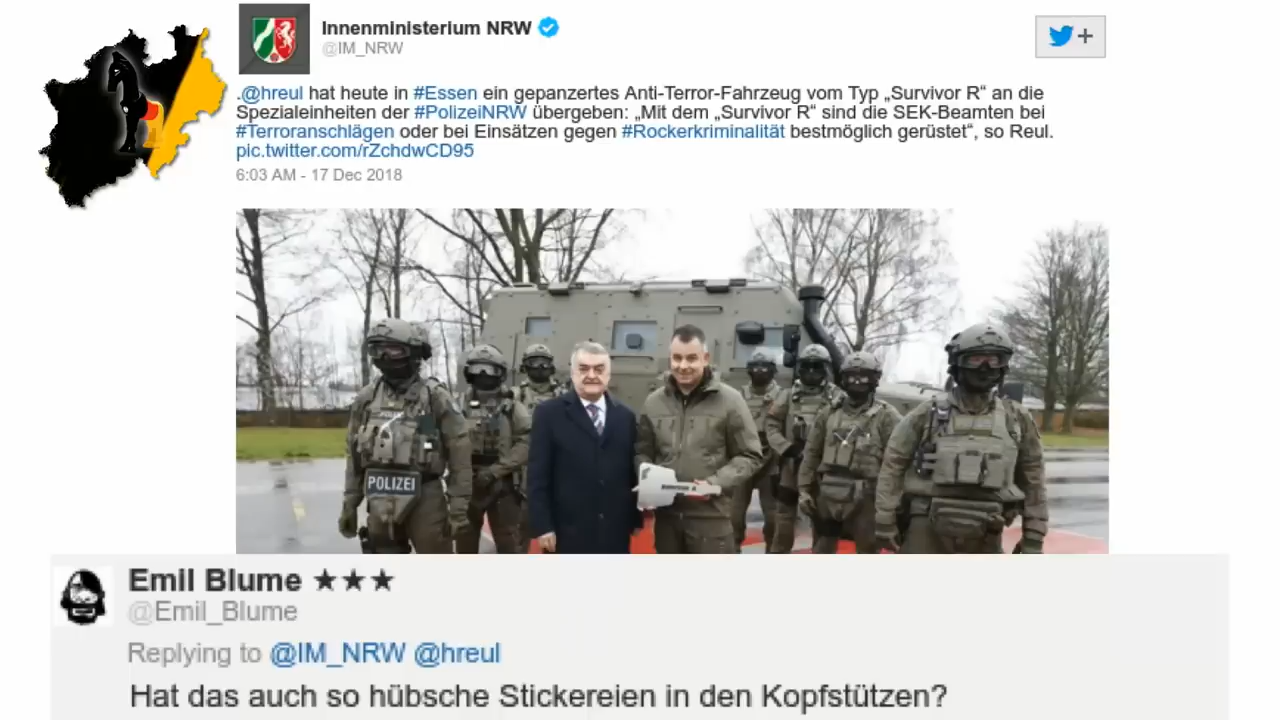 Innenministerium NRW
@IM_NRW
.@hreul hat heute in #Essen ein gepanzertes Anti-Terror-Fahrzeug vom Typ „Survivor R“ an die
Spezialeinheiten der #PolizeiNRW übergeben: „Mit dem „Survivor R“ sind die SEK-Beamten bei
#Terroranschlägen oder bei Einsätzen gegen #Rockerkriminalität bestmöglich gerüstet“, so Reul.
pic.twitter.com/rZchdwCD95
6:03 AM - 17 Dec 2018
POLIZEI
SURVIVOR R
Emil Blume ★★★
@Emil_Blume
Replying to @IM_NRW @hreul
Hat das auch so hübsche Stickereien in den Kopfstützen?